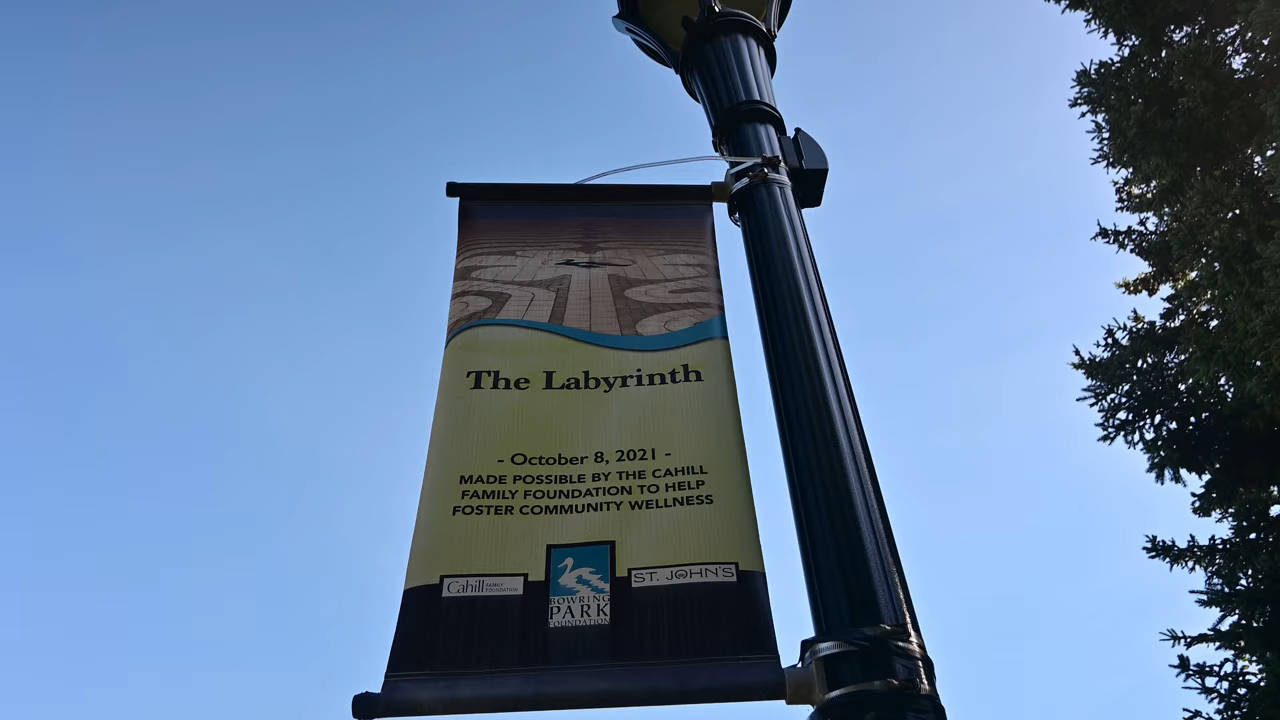 The Labyrinth
- October 8, 2021 -
MADE POSSIBLE BY THE CAHILL
FAMILY FOUNDATION TO HELP
FOSTER COMMUNITY WELLNESS
Cahill FAMILY
FOUNDATION
BOWRING
PARK
FOUNDATION
ST. JOHN'S